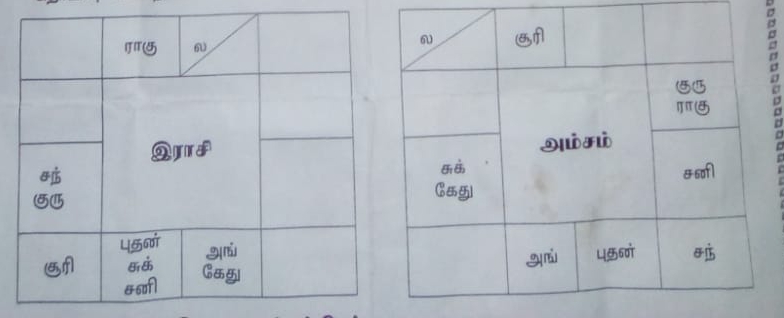 ராகு
ல
இராசி
சந்
குரு
சூரி
புதன்
சுக்
சனி
அங்
கேது
ல
சூரி
குரு
ராகு
அம்சம்
சுக்
கேது
சனி
அங்
புதன்
சந்